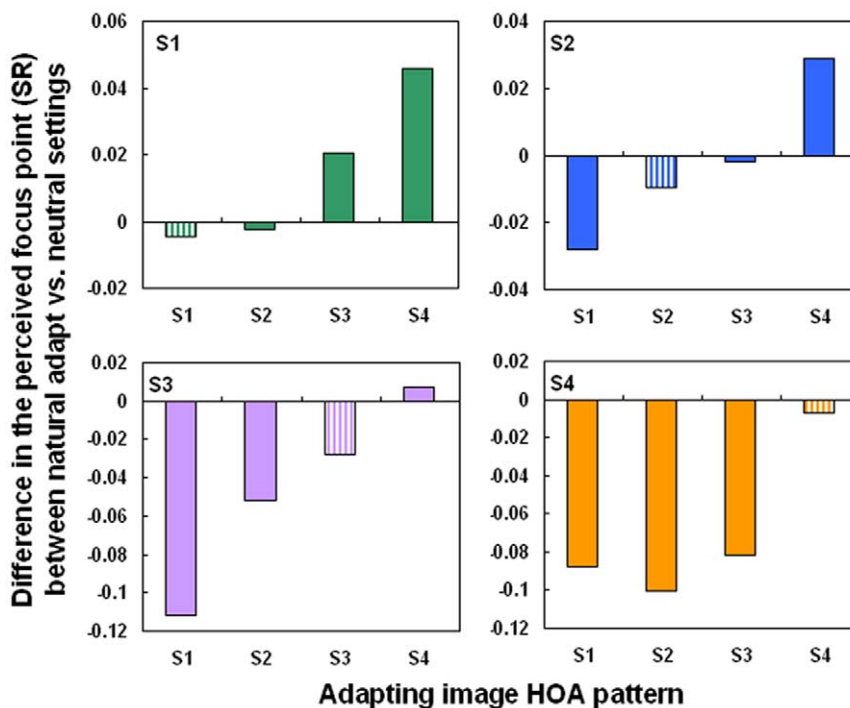 Difference in the perceived focus point (SR)
between natural adapt vs. neutral settings
S1
0.06
0.04
0.02
0
-0.02
S1 S2 S3 S4
S2
0.04
0.02
0
-0.02
-0.04
S1 S2 S3 S4
S3
0.02
0
-0.02
-0.04
-0.06
-0.08
-0.1
-0.12
S1 S2 S3 S4
S4
0.02
0
-0.02
-0.04
-0.06
-0.08
-0.1
-0.12
S1 S2 S3 S4
Adapting image HOA pattern